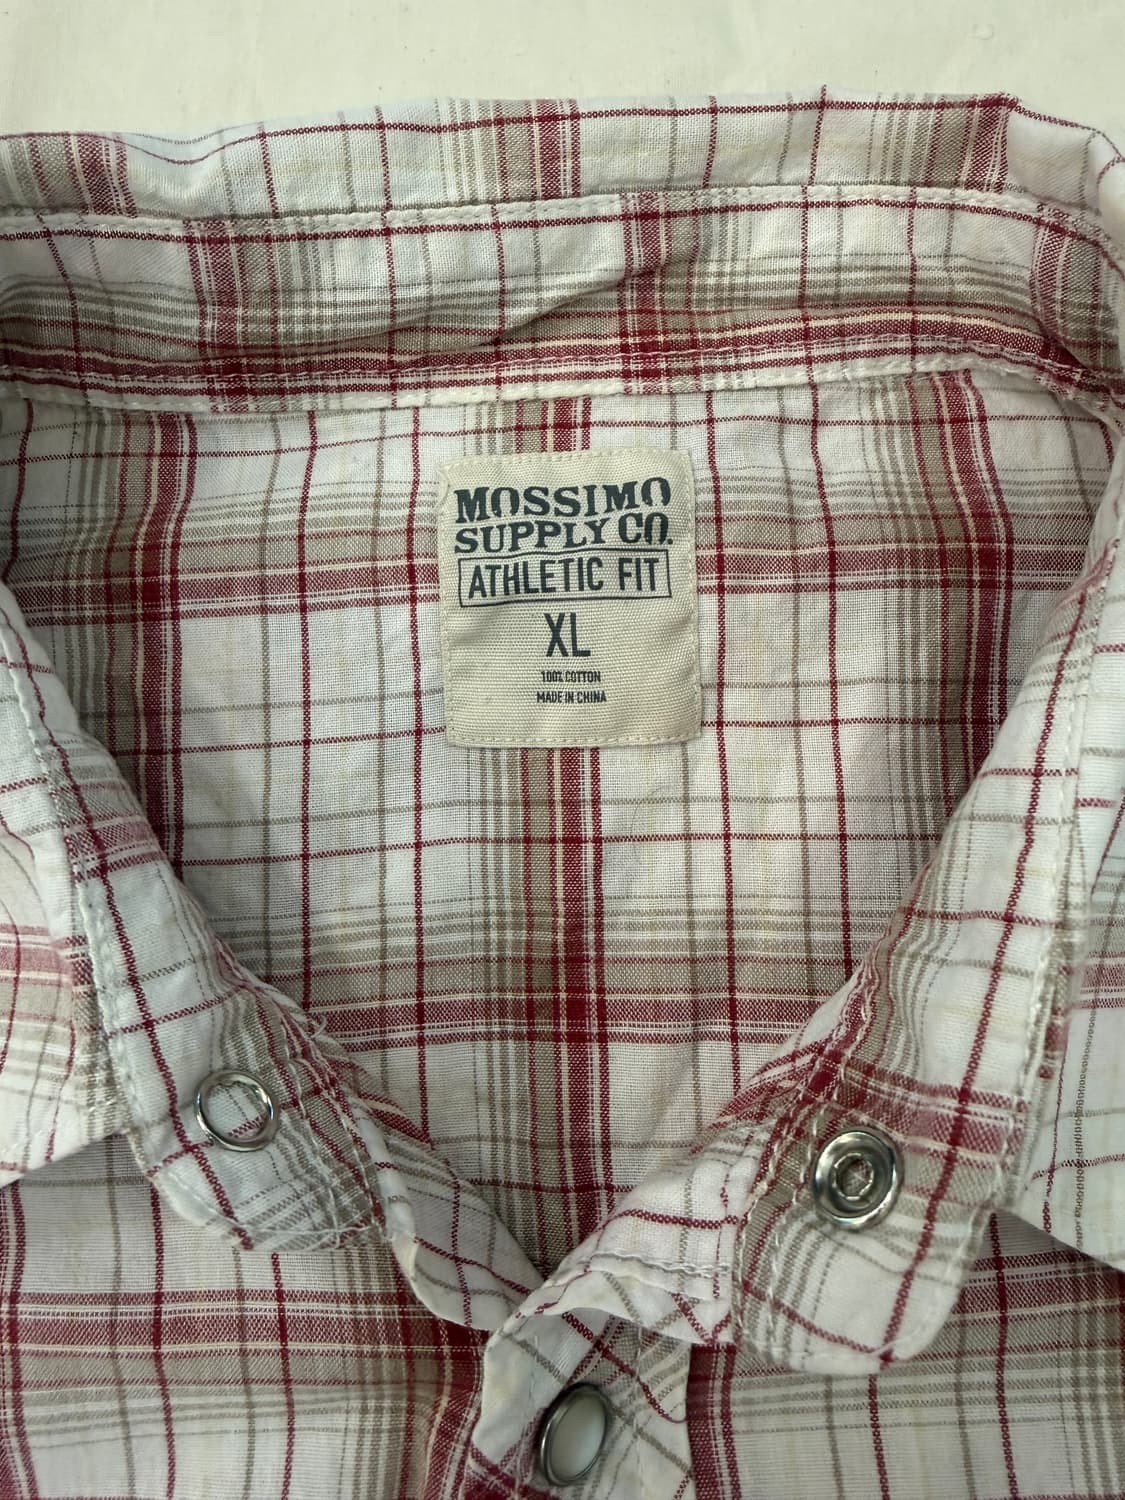 MOSSIMO
SUPPLY CO.
ATHLETIC FIT
XL
100% COTTON
MADE IN CHINA